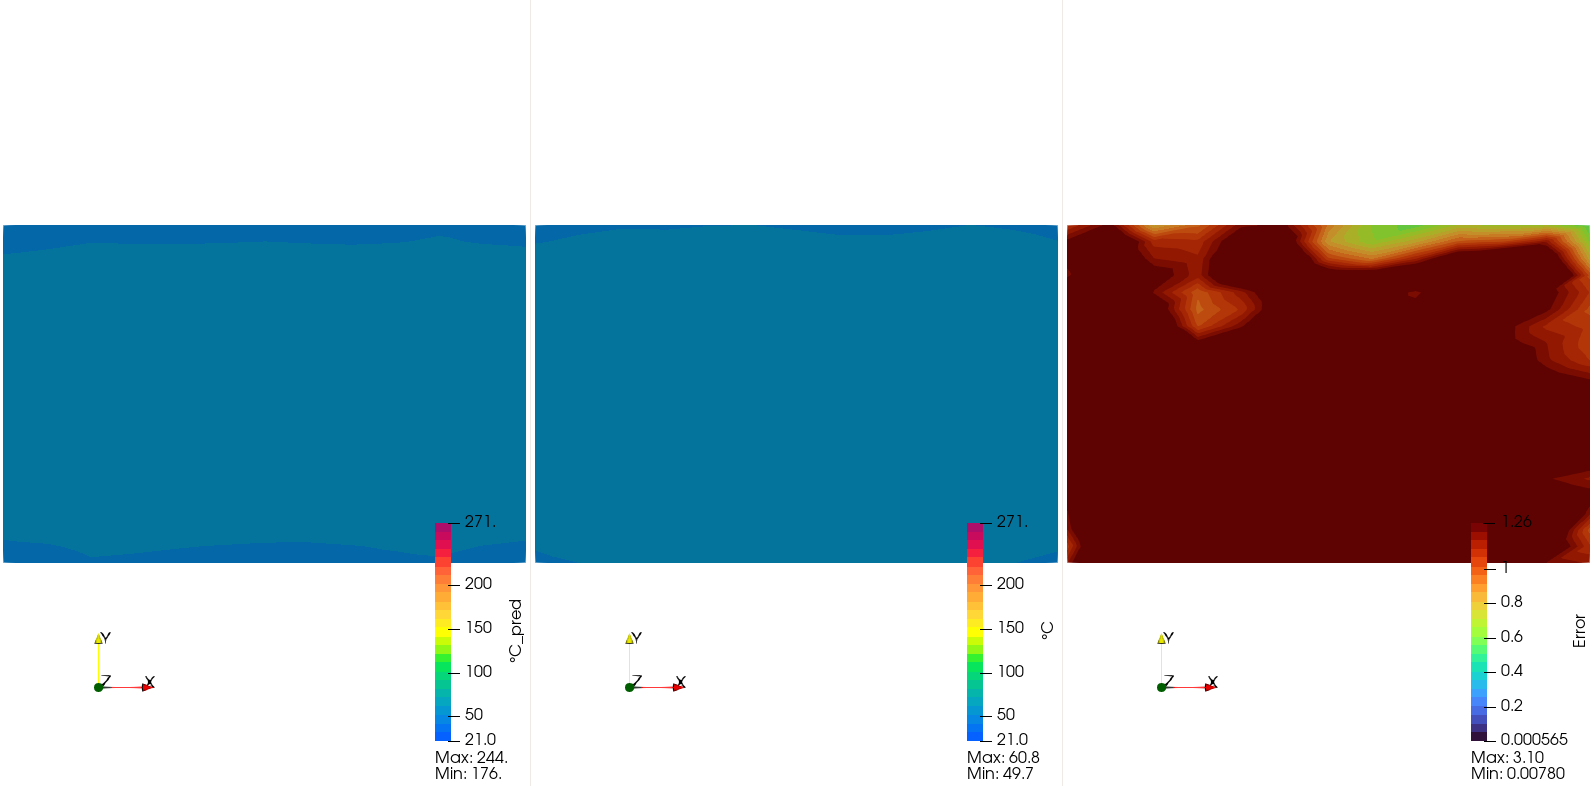 271.
200
150
100
50
21.0
°C_pred
Max: 244.
Min: 176.
Y
Z
X
271.
200
150
100
50
21.0
°C
Max: 60.8
Min: 49.7
Y
Z
X
1.26
1
0.8
0.6
0.4
0.2
0.000565
Error
Max: 3.10
Min: 0.00780
Y
Z
X